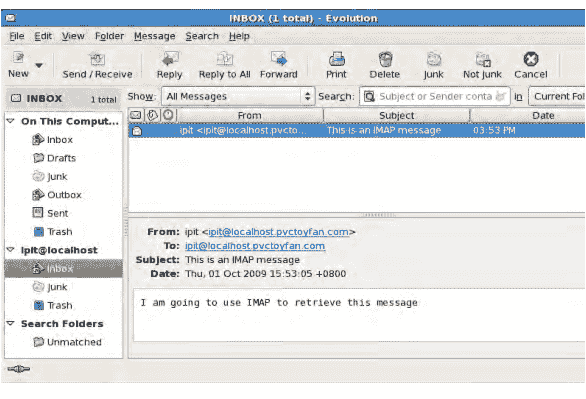 INBOX (1 total) - Evolution
File Edit View Folder Message Search Help
New Send / Receive Reply Reply to All Forward Print Delete Junk Not Junk Cancel
INBOX 1 total Show: All Messages Search: Subject or Sender conta in Current Fol
From Subject Date
ipit <ipit@localhost.pvcto... This is an IMAP message 03:53 PM
On This Comput...
Inbox
Drafts
Junk
Outbox
Sent
Trash
ipit@localhost
Inbox
Junk
Trash
Search Folders
Unmatched
From: ipit <ipit@localhost.pvctoyfan.com>
To: ipit@localhost.pvctoyfan.com
Subject: This is an IMAP message
Date: Thu, 01 Oct 2009 15:53:05 +0800
I am going to use IMAP to retrieve this message